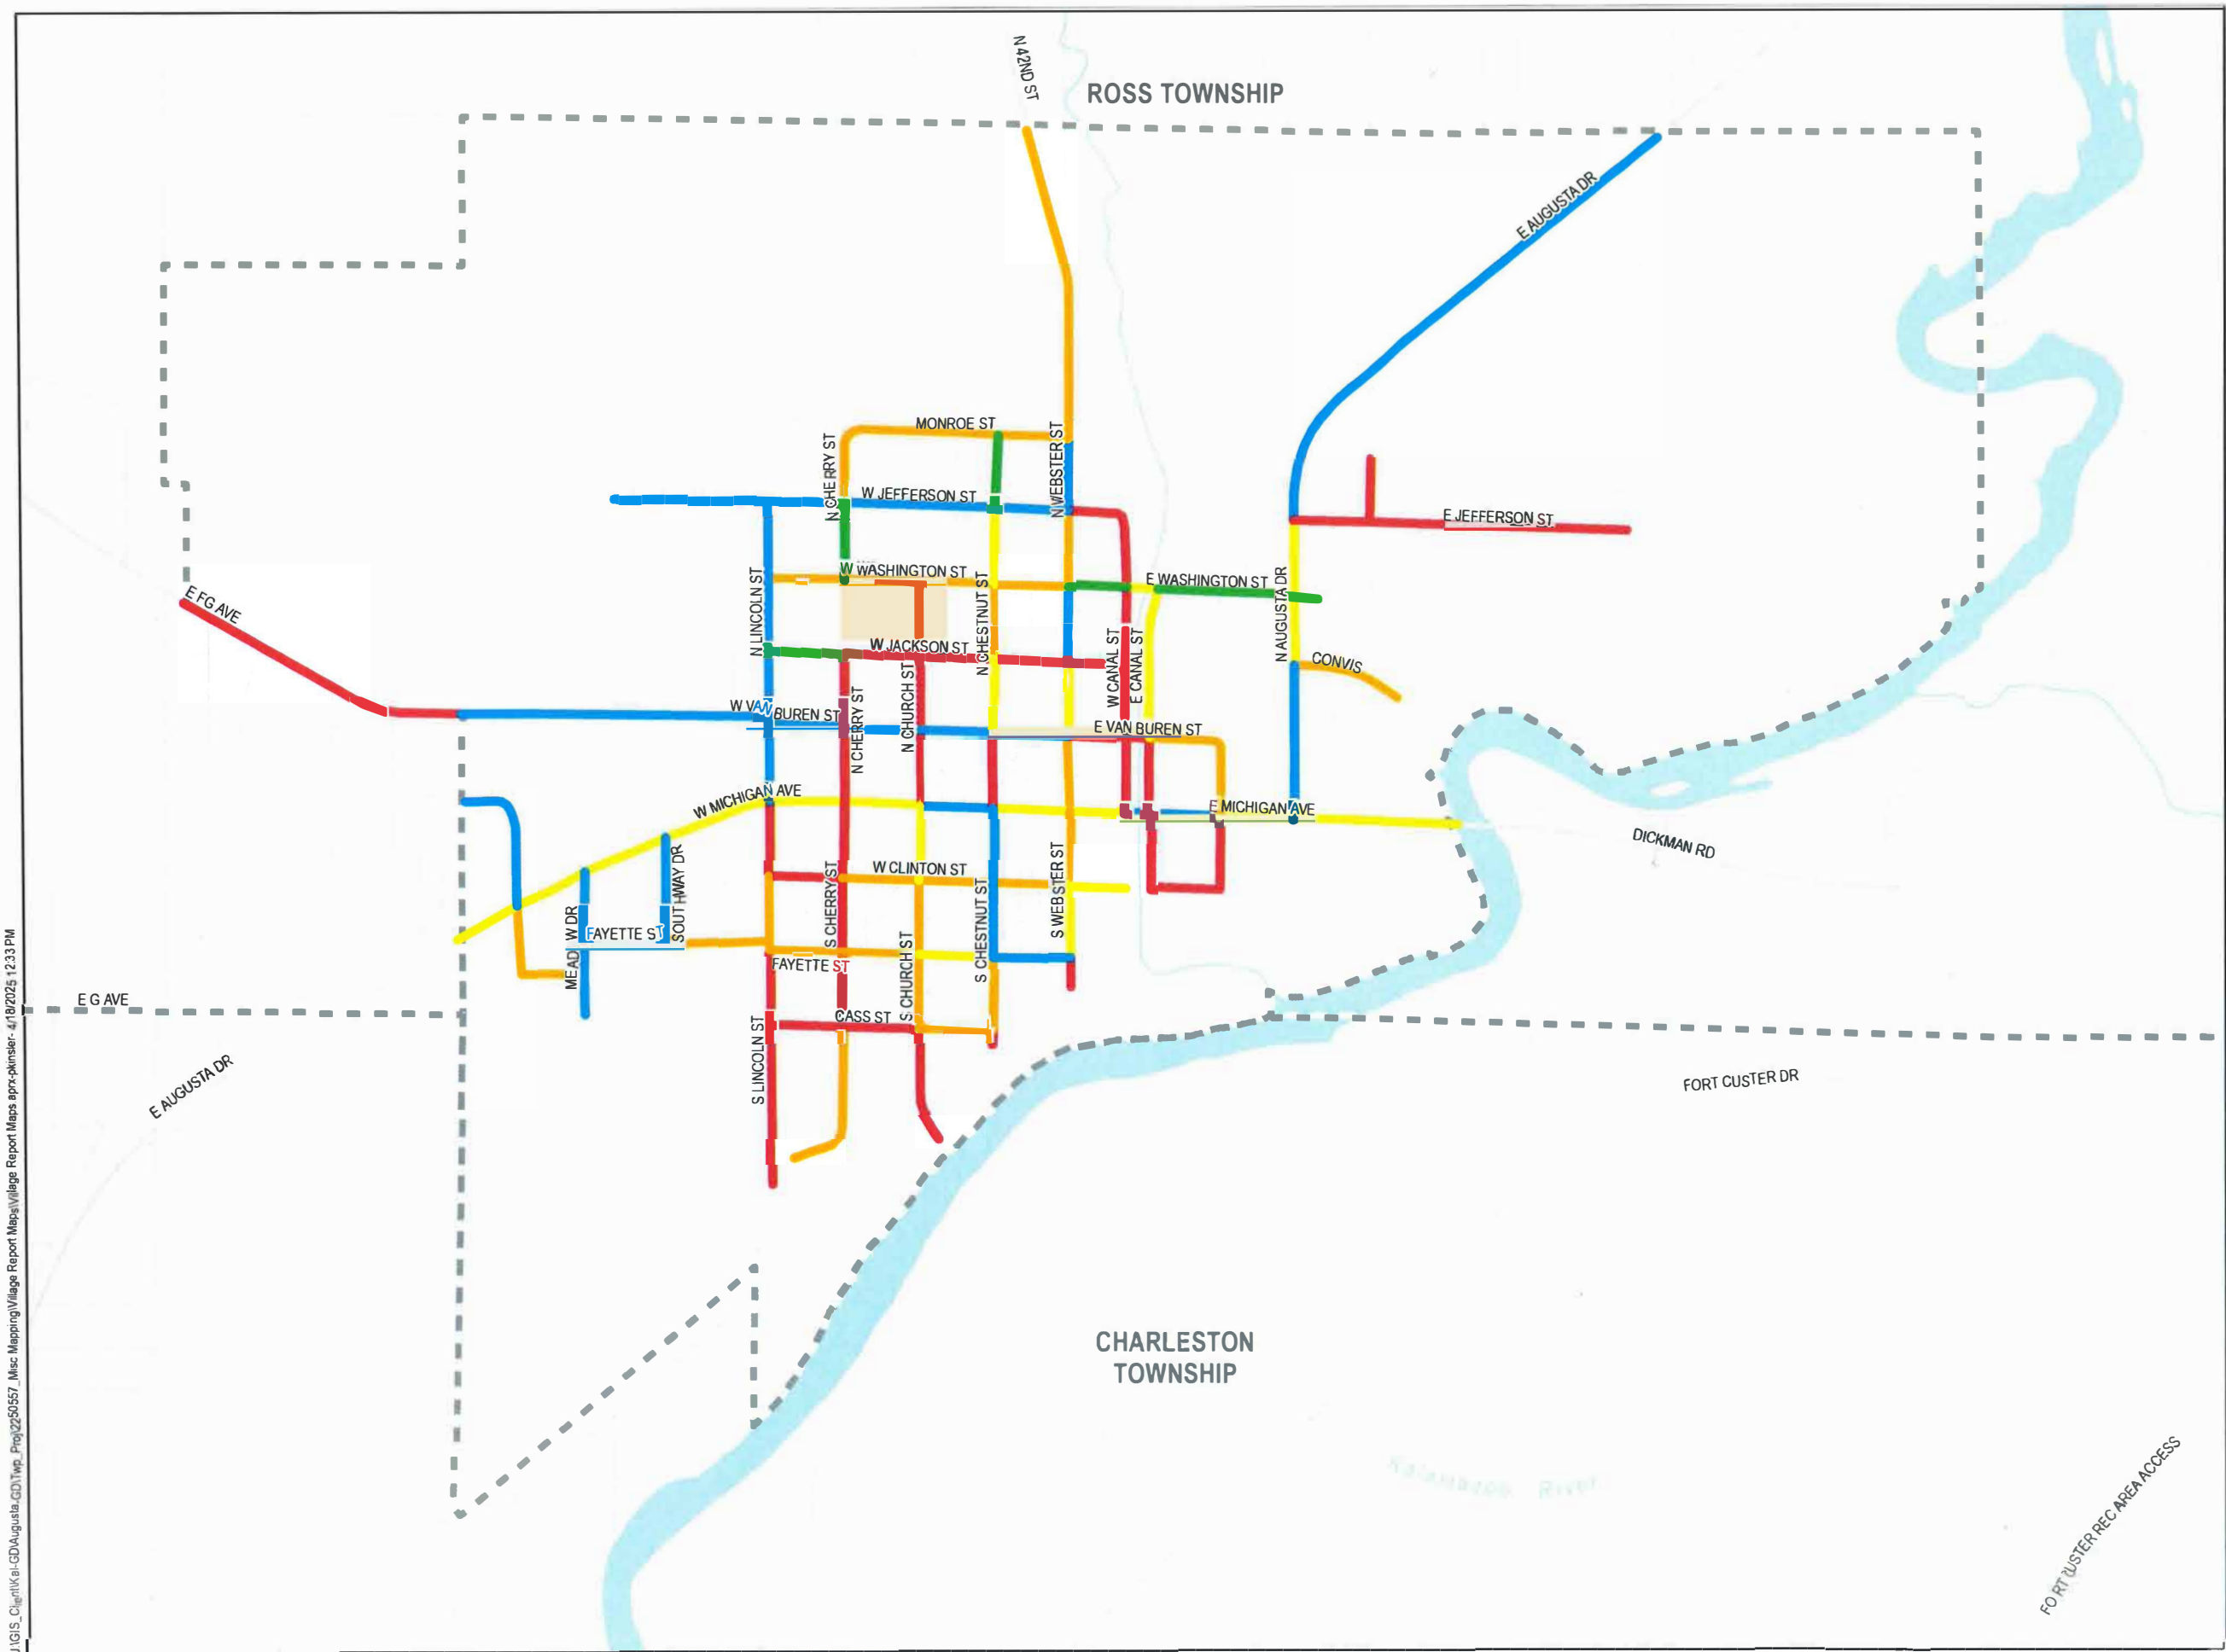 N 42ND ST
ROSS TOWNSHIP
E AUGUSTA DR
MONROE ST
N CHERRY ST
W JEFFERSON ST
N WEBSTER ST
E JEFFERSON ST
W WASHINGTON ST
E WASHINGTON ST
N LINCOLN ST
N CHESTNUT ST
N AUGUSTA DR
E FG AVE
W JACKSON ST
W CANAL ST
E CANAL ST
CONVIS
N CHURCH ST
N CHERRY ST
W VAN BUREN ST
E VAN BUREN ST
W MICHIGAN AVE
E MICHIGAN AVE
DICKMAN RD
W CLINTON ST
SOUTHWAY DR
S CHERRY ST
S WEBSTER ST
S CHESTNUT ST
MEADOW DR
FAYETTE ST
FAYETTE ST
S CHURCH ST
E G AVE
CASS ST
S LINCOLN ST
E AUGUSTA DR
FORT CUSTER DR
CHARLESTON
TOWNSHIP
Kalamazoo River
FORT CUSTER REC AREA ACCESS